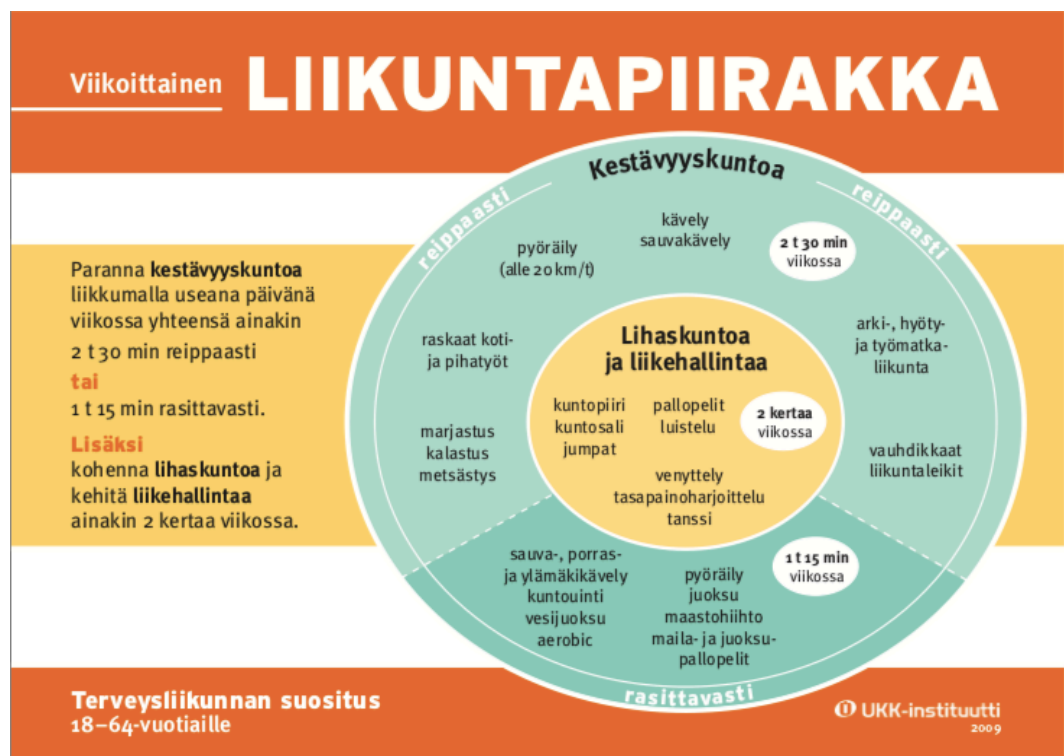 Viikoittainen LIIKUNTAPIIRAKKA
Paranna kestävyyskuntoa
liikkumalla useana päivänä
viikossa yhteensä ainakin
2 t 30 min reippaasti
tai
1 t 15 min rasittavasti.
Lisäksi
kohenna lihaskuntoa ja
kehitä liikehallintaa
ainakin 2 kertaa viikossa.
Kestävyyskuntoa
reippaasti
reippaasti
kävely
sauvakävely
2 t 30 min
viikossa
pyöräily
(alle 20 km/t)
raskaat koti-
ja pihatyöt
arki-, hyöty-
ja työmatka-
liikunta
marjastus
kalastus
metsästys
vauhdikkaat
liikuntaleikit
Lihaskuntoa
ja liikehallintaa
kuntopiiri
kuntosali
jumpat
pallopelit
luistelu
2 kertaa
viikossa
venyttely
tasapainoharjoittelu
tanssi
sauva-, porras-
ja ylämäkikävely
kuntouinti
vesijuoksu
aerobic
pyöräily
juoksu
maastohiihto
maila- ja juoksu-
pallopelit
1 t 15 min
viikossa
rasittavasti
Terveysliikunnan suositus
18–64-vuotiaille
UKK-instituutti
2009